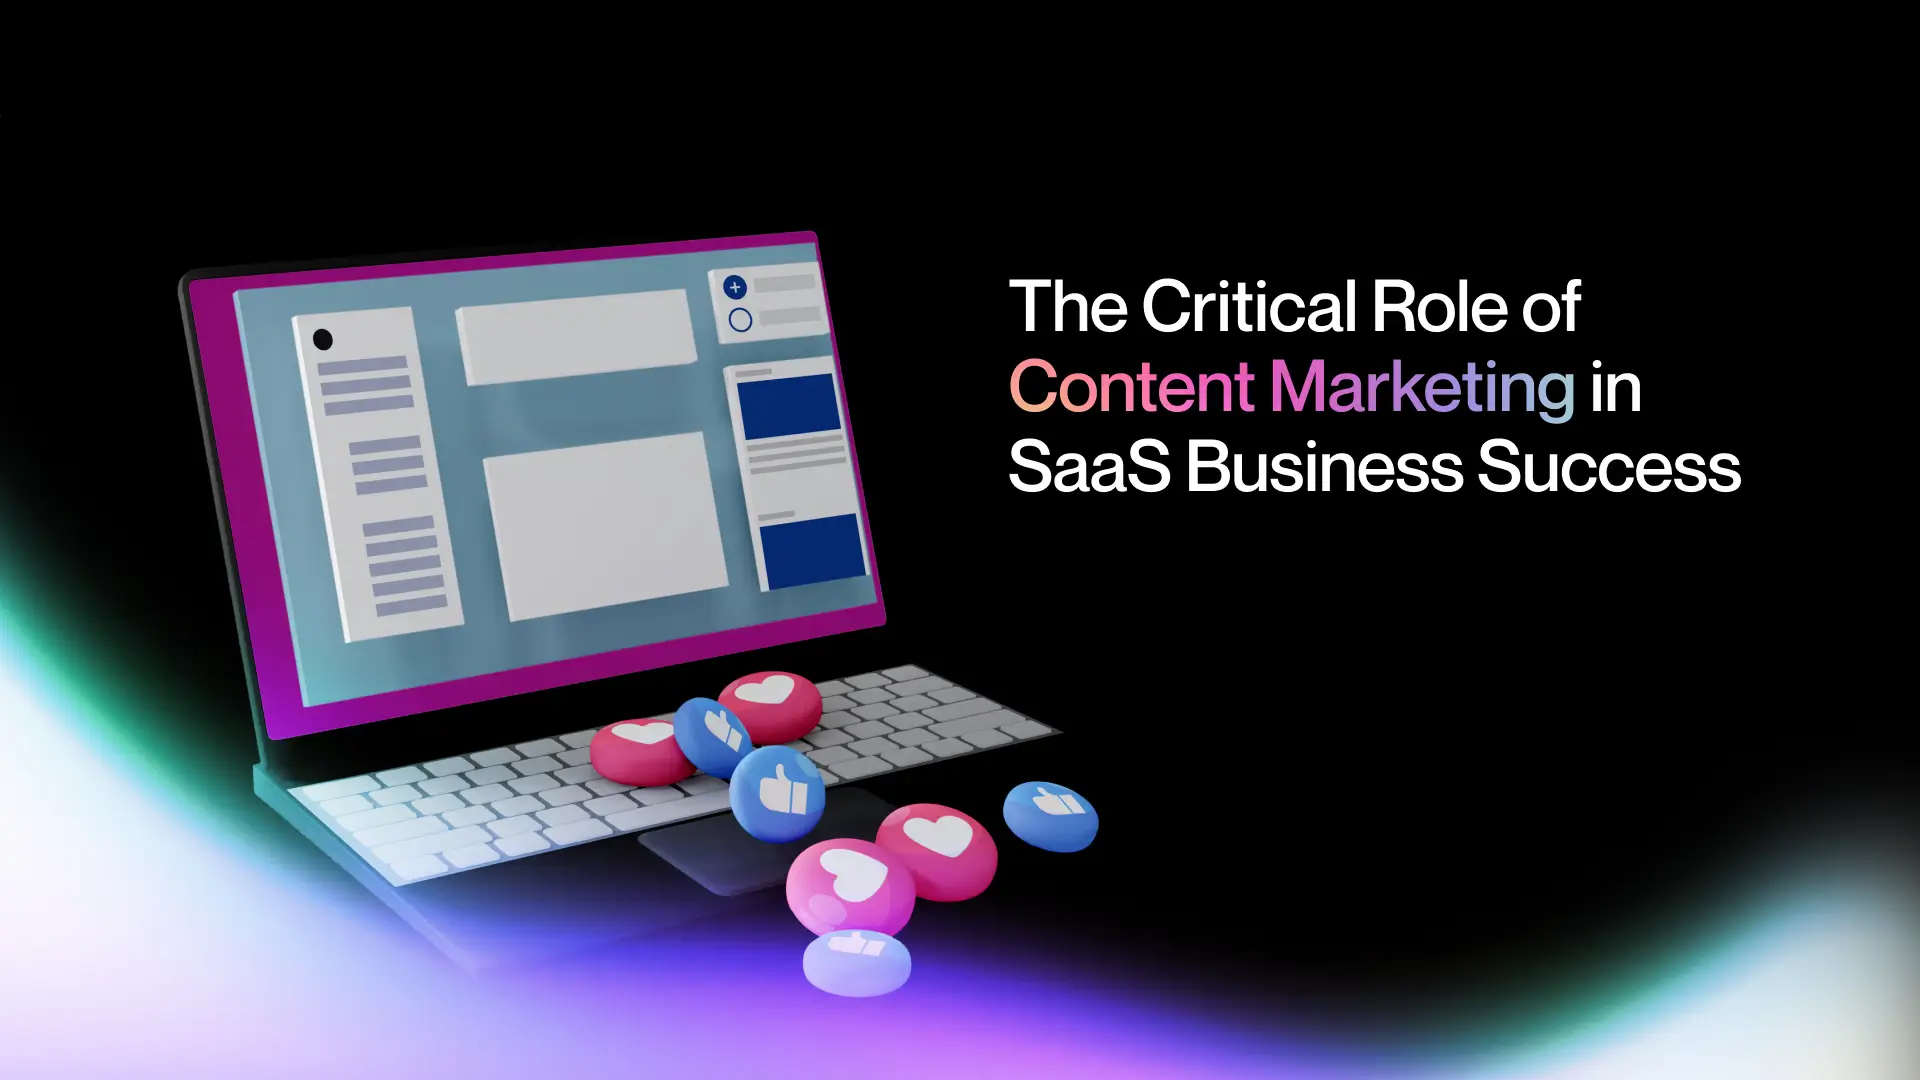 The Critical Role of
Content Marketing in
SaaS Business Success